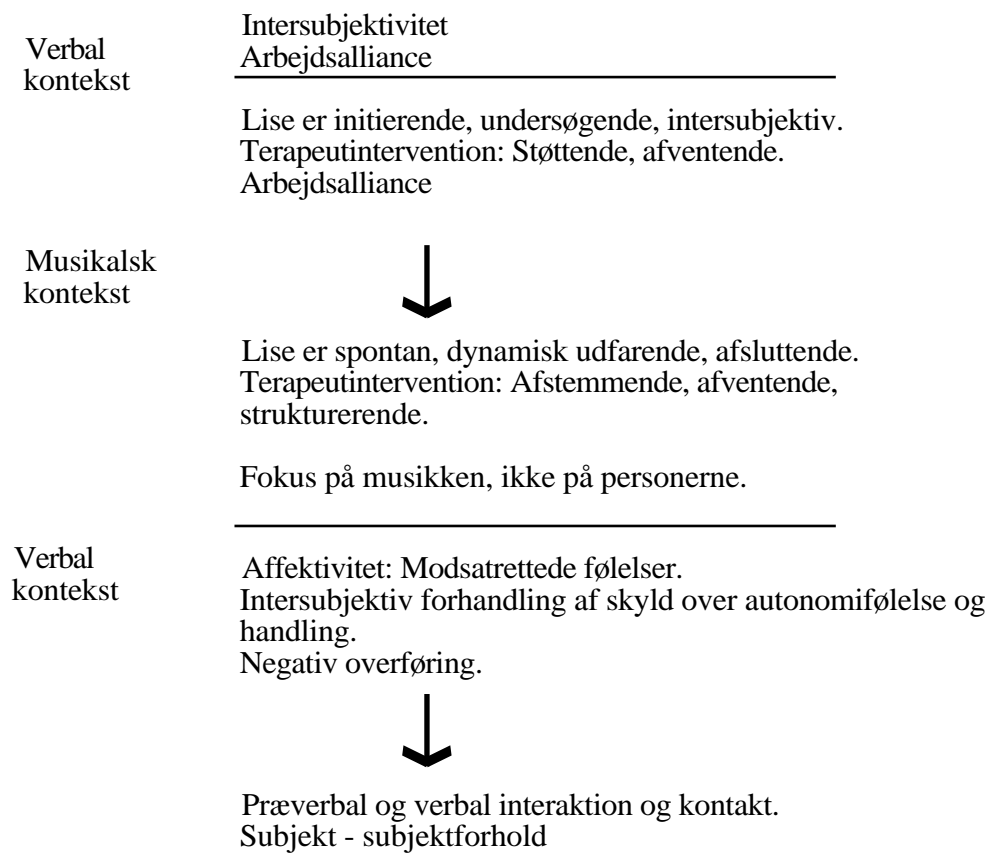 Verbal
kontekst
Intersubjektivitet
Arbejdsalliance
Lise er initierende, undersøgende, intersubjektiv.
Terapeutintervention: Støttende, afventende.
Arbejdsalliance
Musikalsk
kontekst
Lise er spontan, dynamisk udfarende, afsluttende.
Terapeutintervention: Afstemmende, afventende,
strukturerende.
Fokus på musikken, ikke på personerne.
Verbal
kontekst
Affektivitet: Modsatrettede følelser.
Intersubjektiv forhandling af skyld over autonomifølelse og
handling.
Negativ overføring.
Præverbal og verbal interaktion og kontakt.
Subjekt - subjektforhold